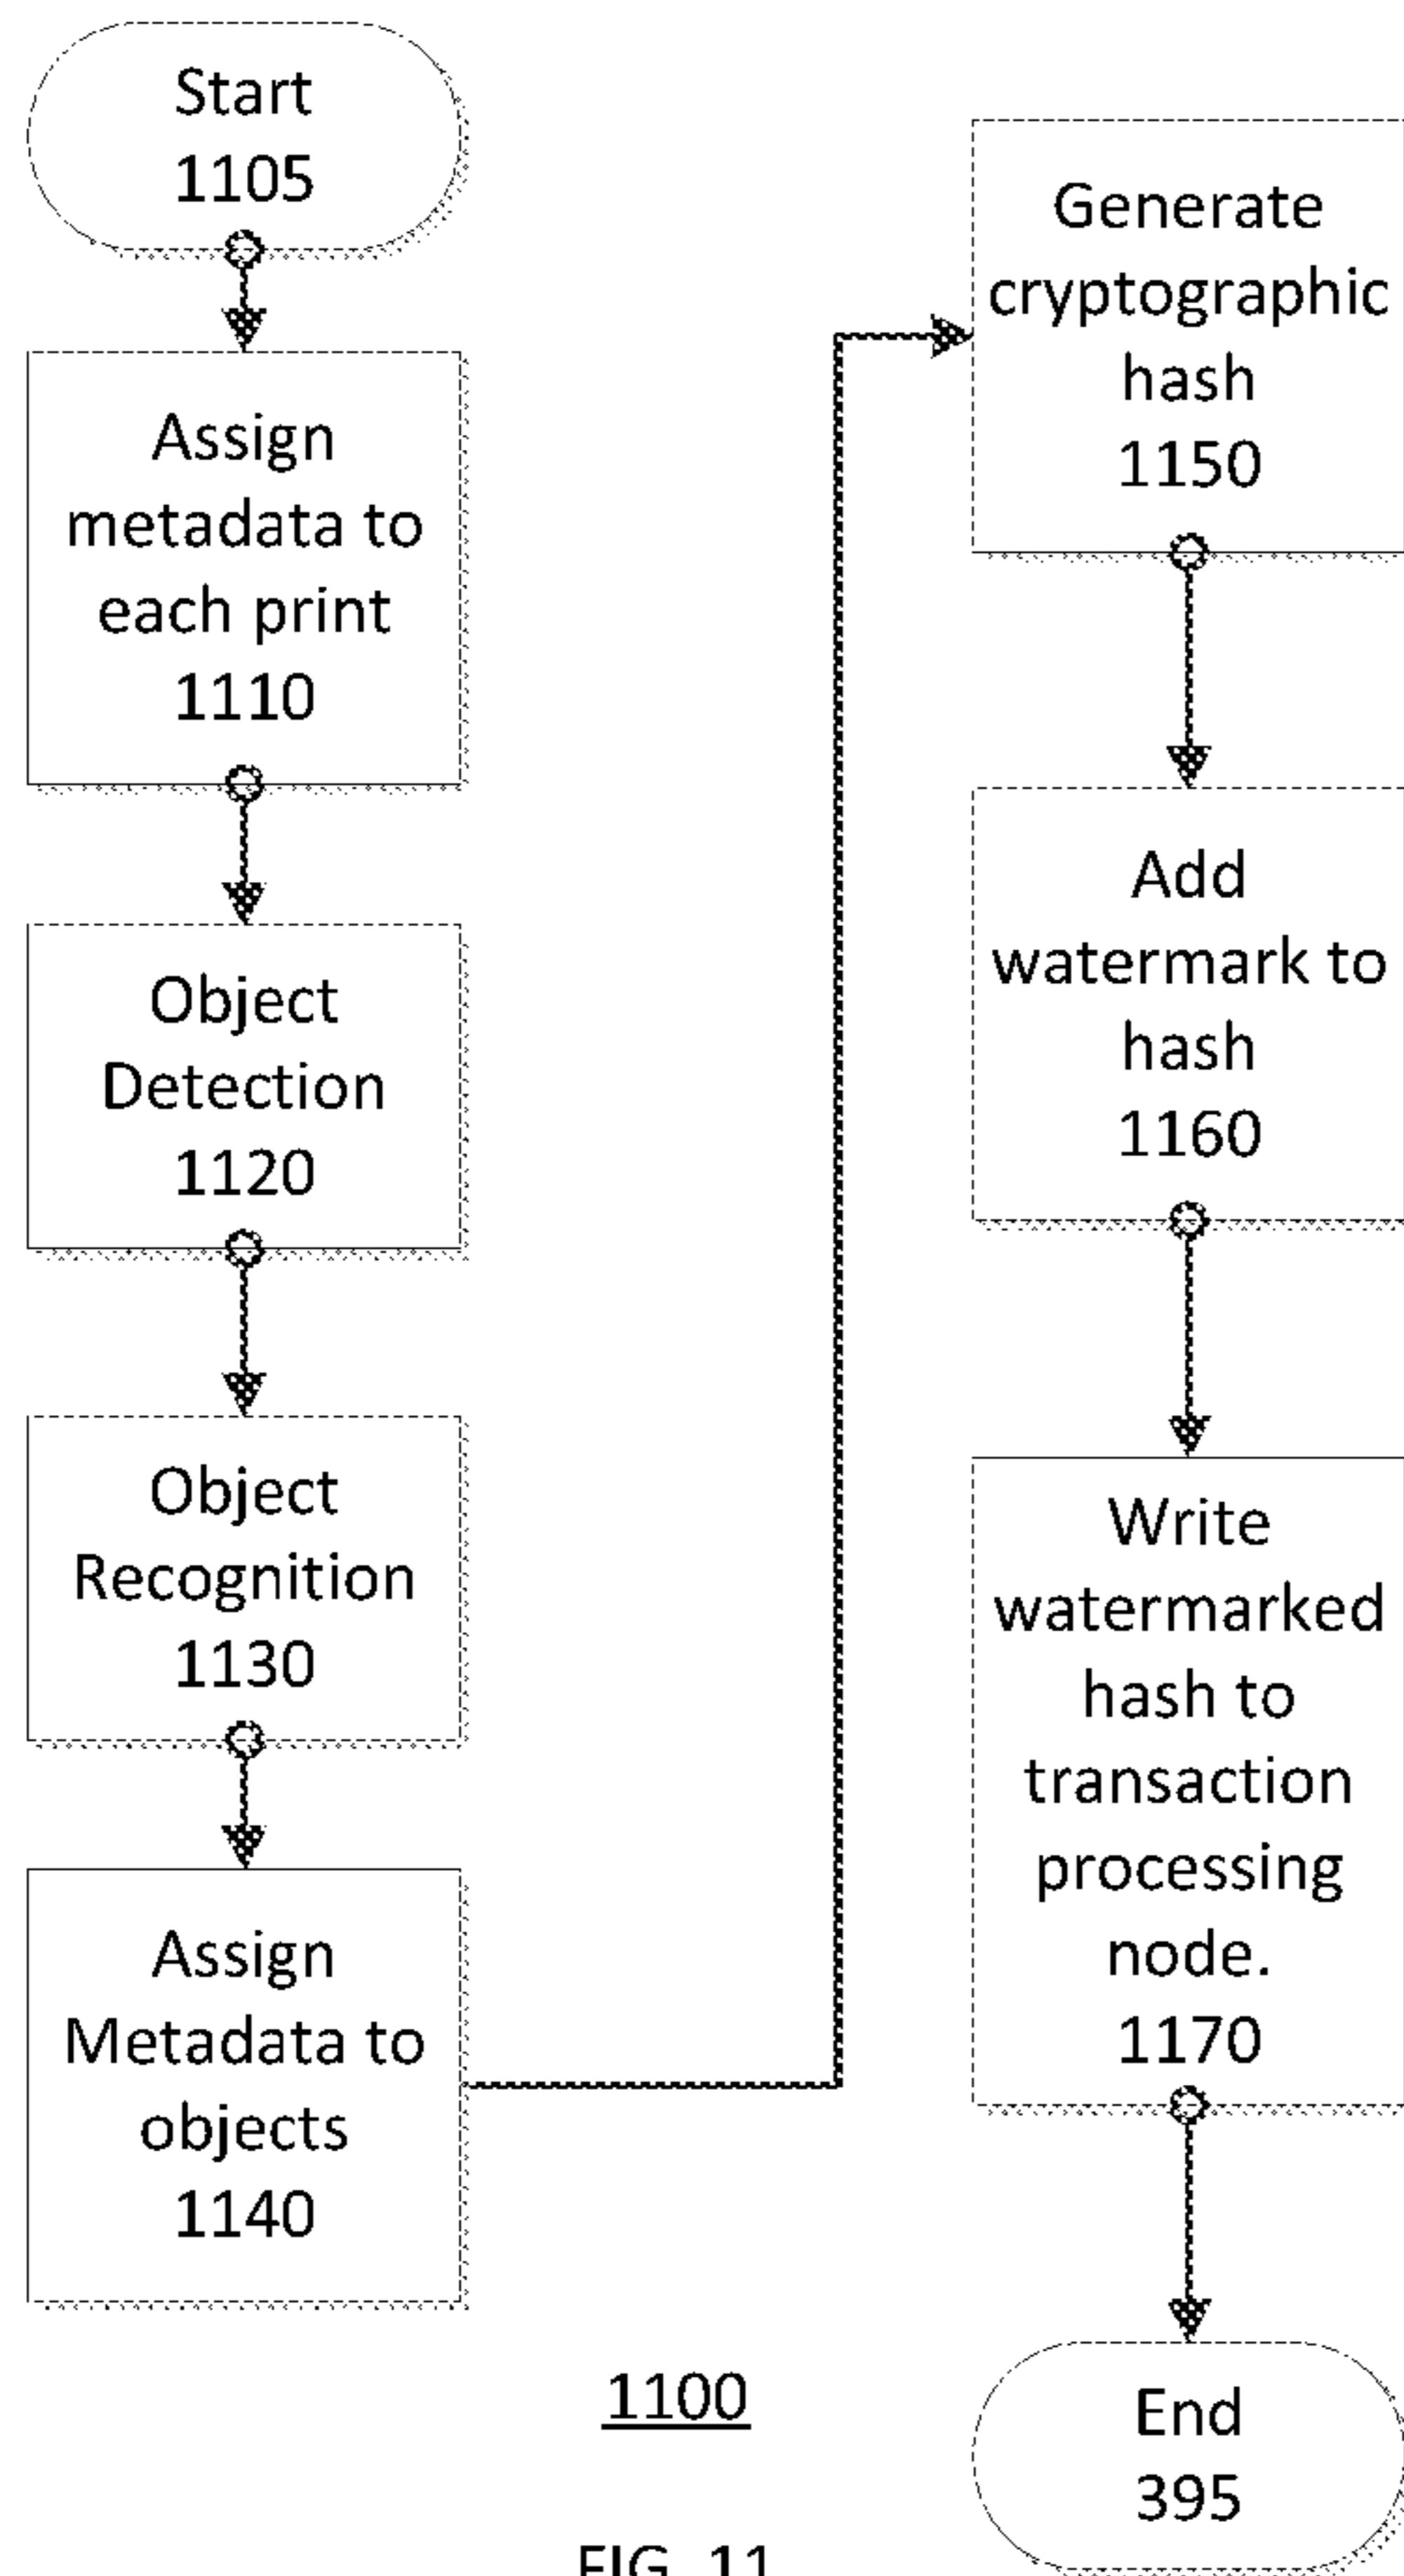 Start
1105
Assign
metadata to
each print
1110
Object
Detection
1120
Object
Recognition
1130
Assign
Metadata to
objects
1140
Generate
cryptographic
hash
1150
Add
watermark to
hash
1160
Write
watermarked
hash to
transaction
processing
node.
1170
End
395
1100
FIG. 11